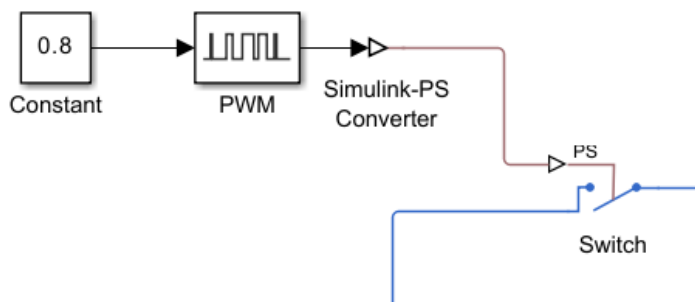 0.8
Constant
PWM
Simulink-PS
Converter
PS
Switch